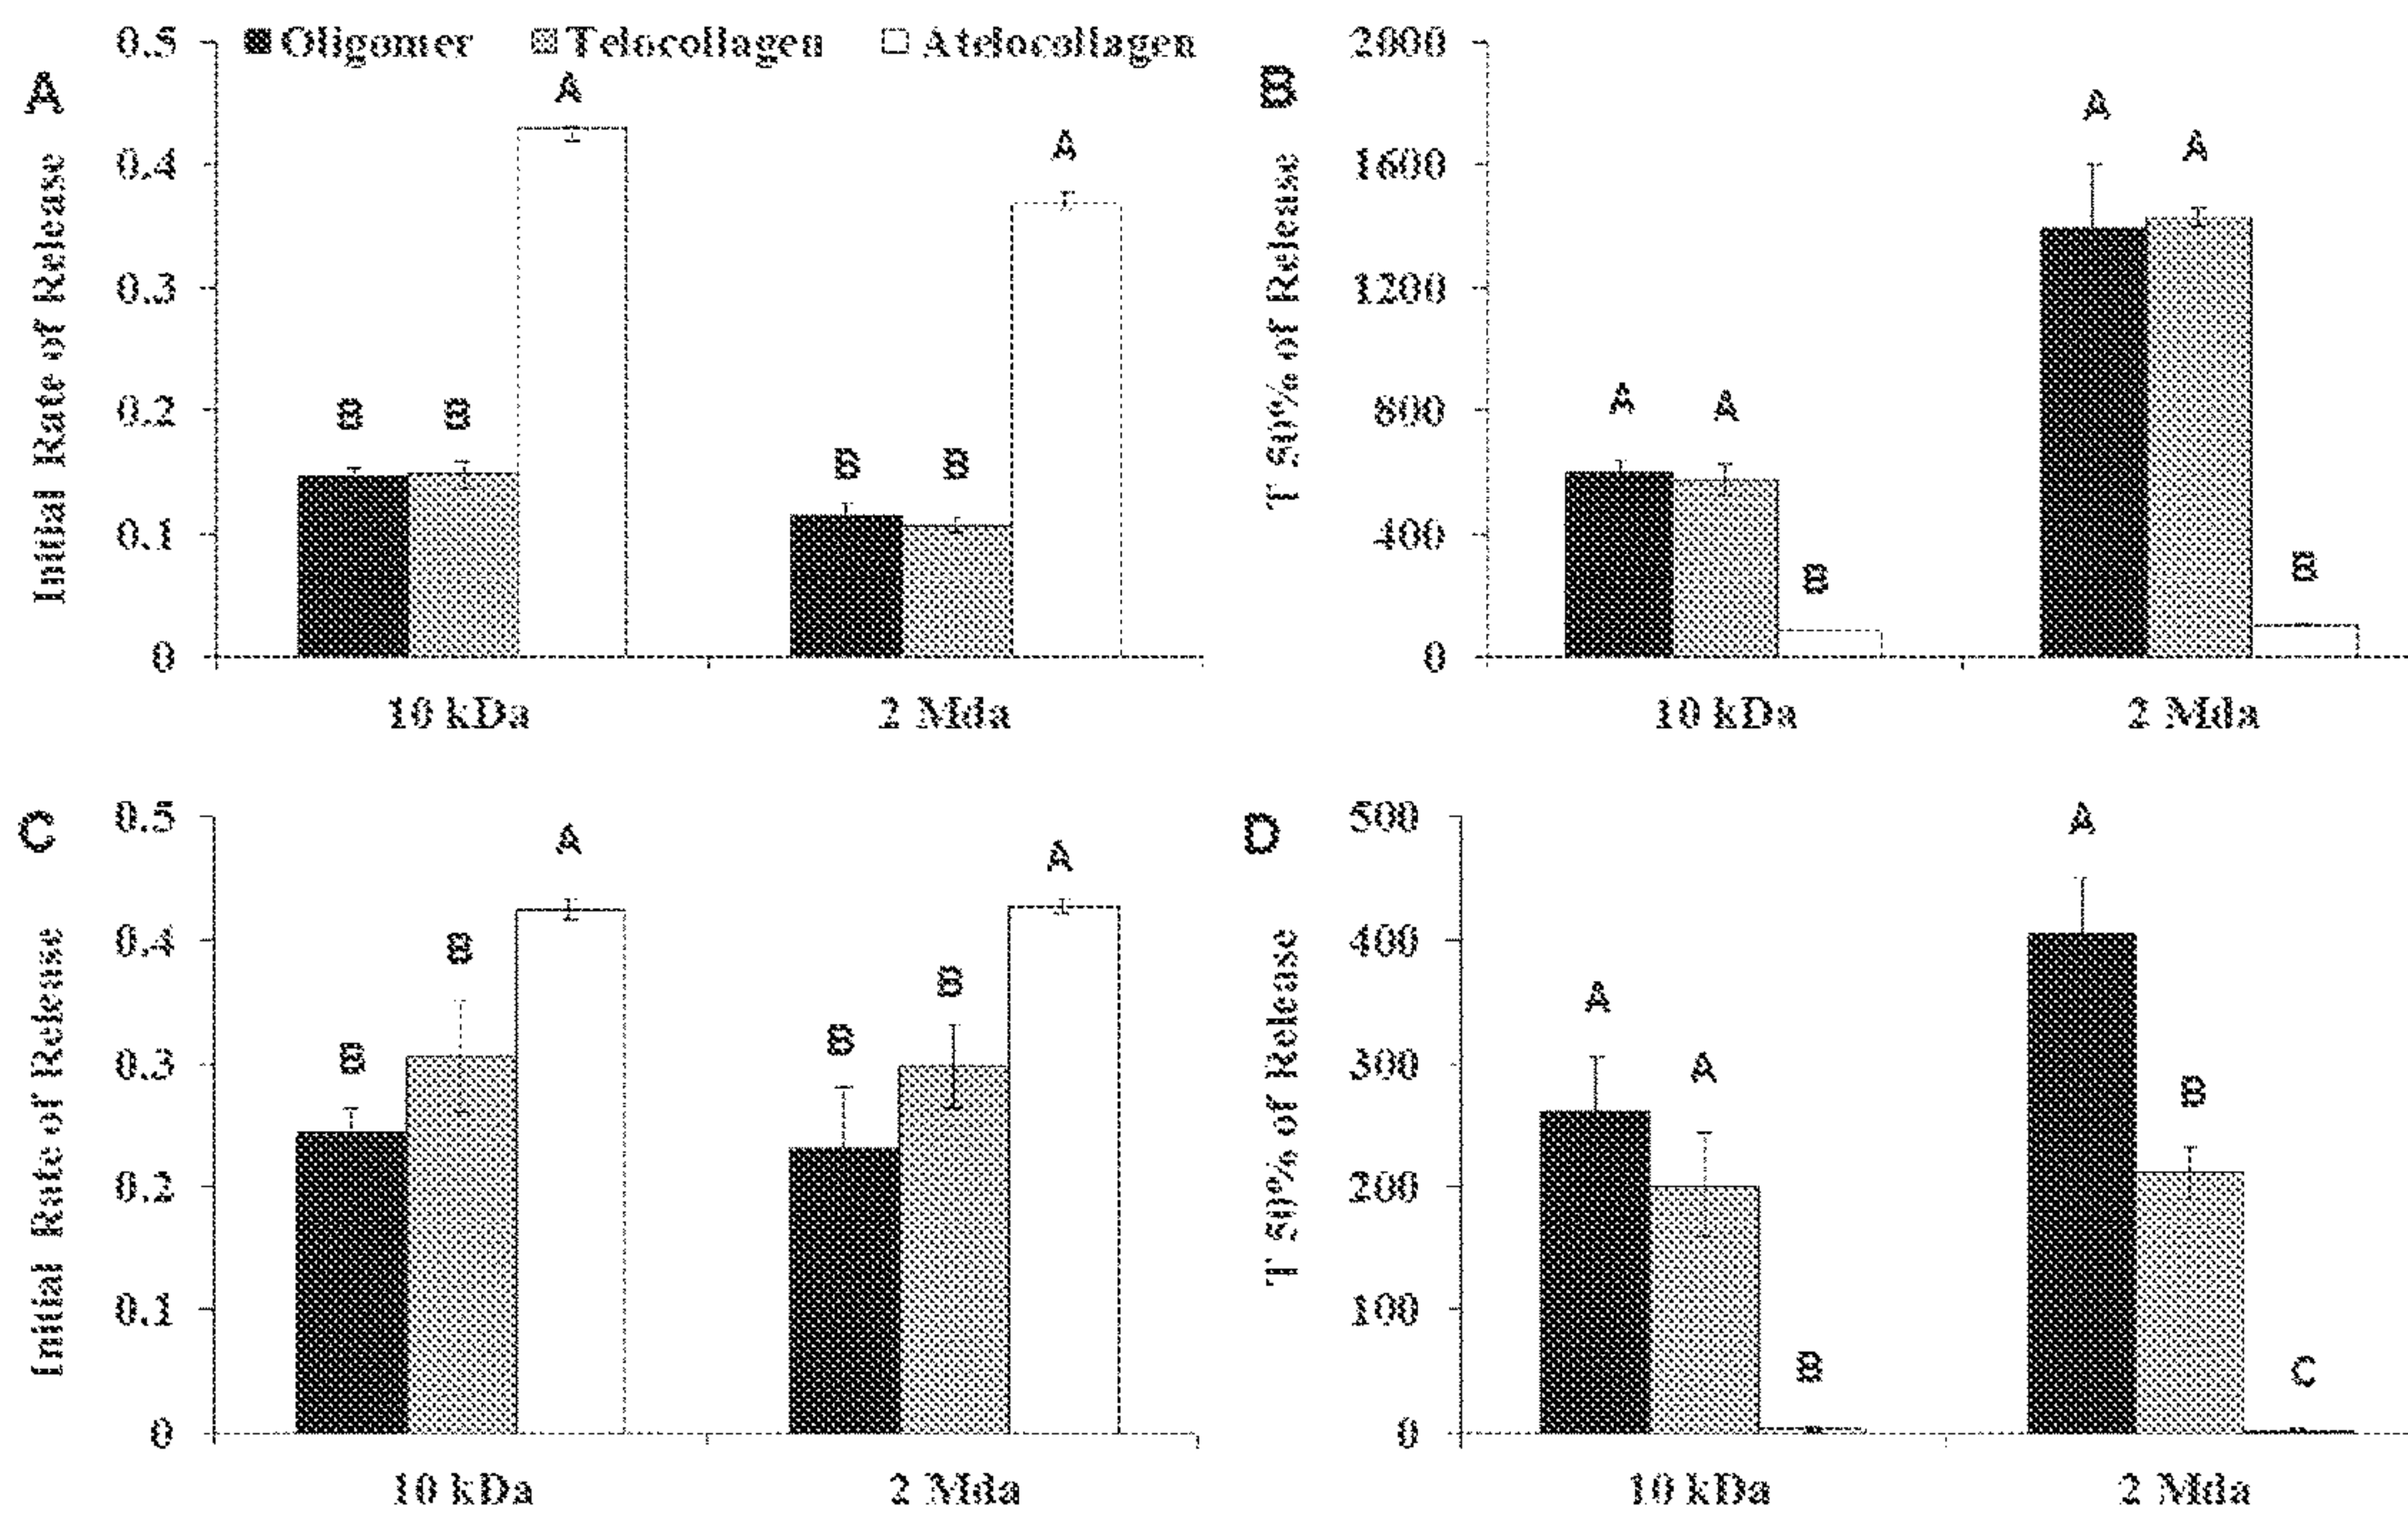 A
Initial Rate of Release
0.5
0.4
0.3
0.2
0.1
0
Oligomer Telocollagen Atelocollagen
B B A
B B A
10 kDa 2 Mda
B
T 50% of Release
2000
1600
1200
800
400
0
A A B
A A B
10 kDa 2 Mda
C
Initial Rate of Release
0.5
0.4
0.3
0.2
0.1
0
B B A
B B A
10 kDa 2 Mda
D
T 50% of Release
500
400
300
200
100
0
A A B
A B C
10 kDa 2 Mda